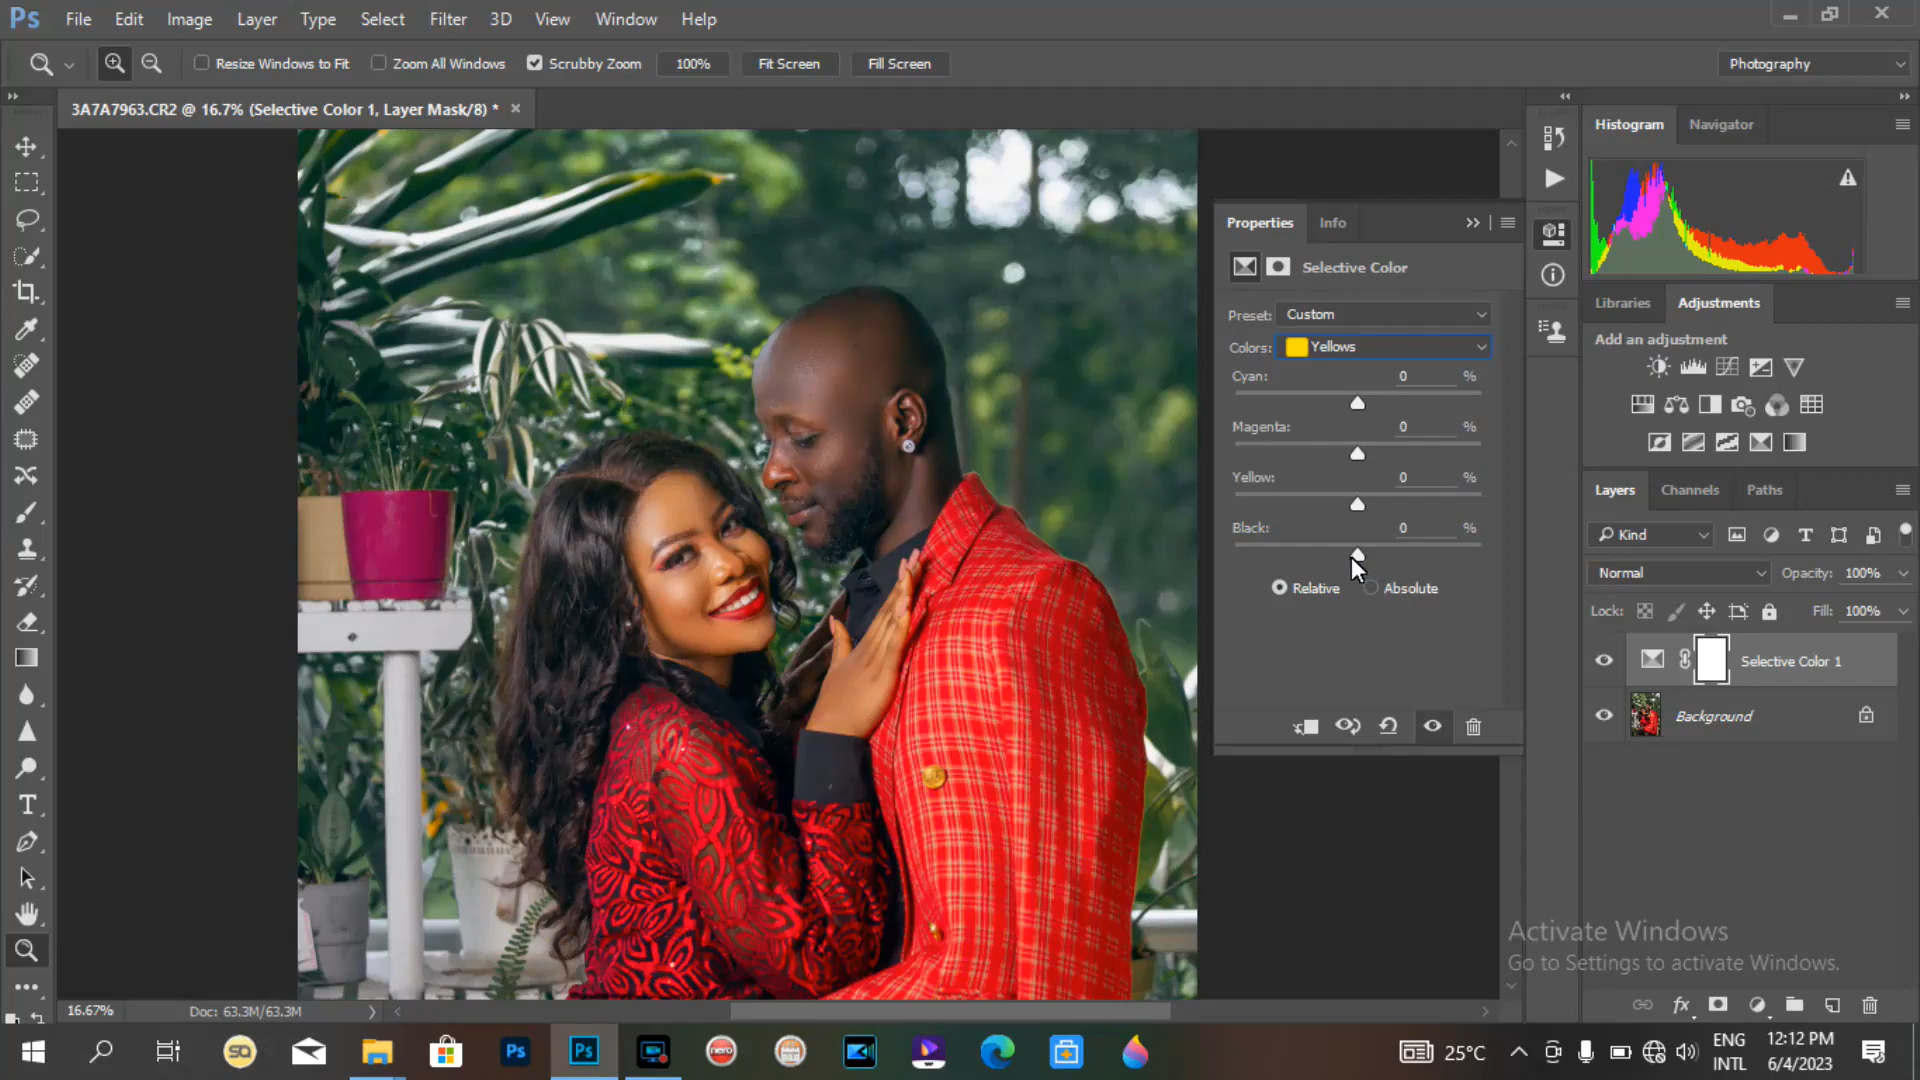 Ps File Edit Image Layer Type Select Filter 3D View Window Help
Resize Windows to Fit Zoom All Windows Scrubby Zoom 100% Fit Screen Fill Screen Photography
3A7A7963.CR2 @ 16.7% (Selective Color 1, Layer Mask/8) *
Histogram Navigator
Properties Info
Selective Color
Preset: Custom
Colors: Yellows
Cyan: 0 %
Magenta: 0 %
Yellow: 0 %
Black: 0 %
Relative Absolute
Libraries Adjustments
Add an adjustment
Layers Channels Paths
Kind
Normal Opacity: 100%
Lock: Fill: 100%
Selective Color 1
Background
Activate Windows
Go to Settings to activate Windows.
16.67% Doc: 63.3M/63.3M
SQ Ps Ps nero 25°C ENG 12:12 PM
INTL 6/4/2023